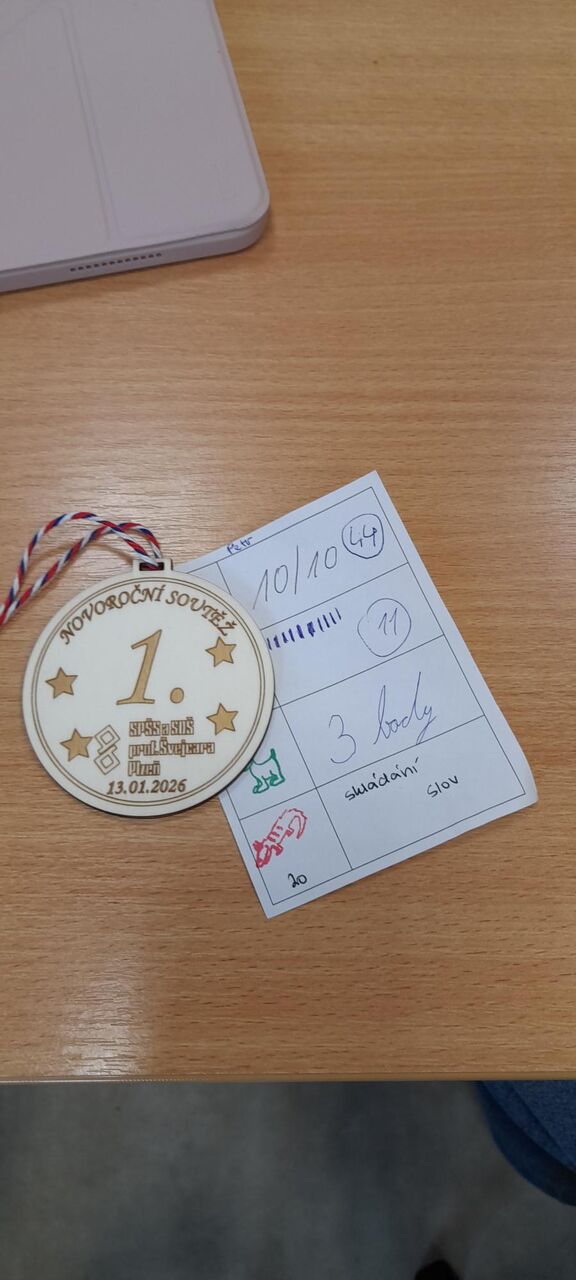 NOVOROČNÍ SOUTĚŽ
1.
SPŠS a SOŠ
prof. Švejcara
Plzeň
13.01.2026
Petr
10/10 44
11
3 body
skládání
slov
20